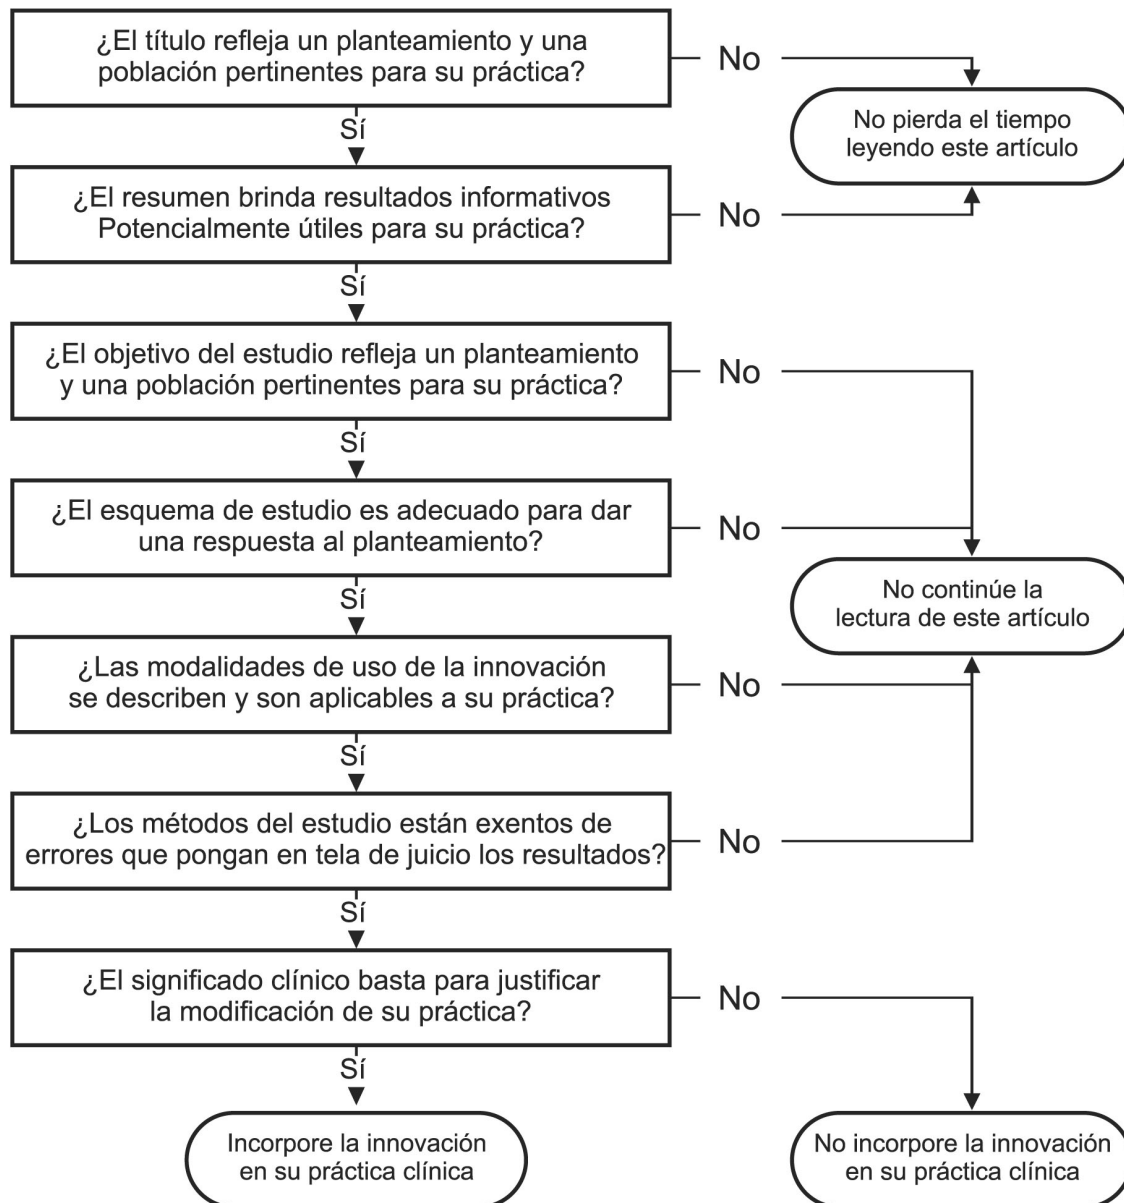 ¿El título refleja un planteamiento y una
población pertinentes para su práctica?
No
No pierda el tiempo
leyendo este artículo
Sí
¿El resumen brinda resultados informativos
Potencialmente útiles para su práctica?
No
Sí
¿El objetivo del estudio refleja un planteamiento
y una población pertinentes para su práctica?
No
Sí
¿El esquema de estudio es adecuado para dar
una respuesta al planteamiento?
No
No continúe la
lectura de este artículo
Sí
¿Las modalidades de uso de la innovación
se describen y son aplicables a su práctica?
No
Sí
¿Los métodos del estudio están exentos de
errores que pongan en tela de juicio los resultados?
No
Sí
¿El significado clínico basta para justificar
la modificación de su práctica?
No
Sí
Incorpore la innovación
en su práctica clínica
No incorpore la innovación
en su práctica clínica